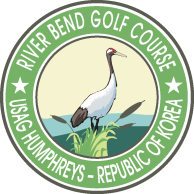 RIVER BEND GOLF COURSE
USAG HUMPHREYS - REPUBLIC OF KOREA